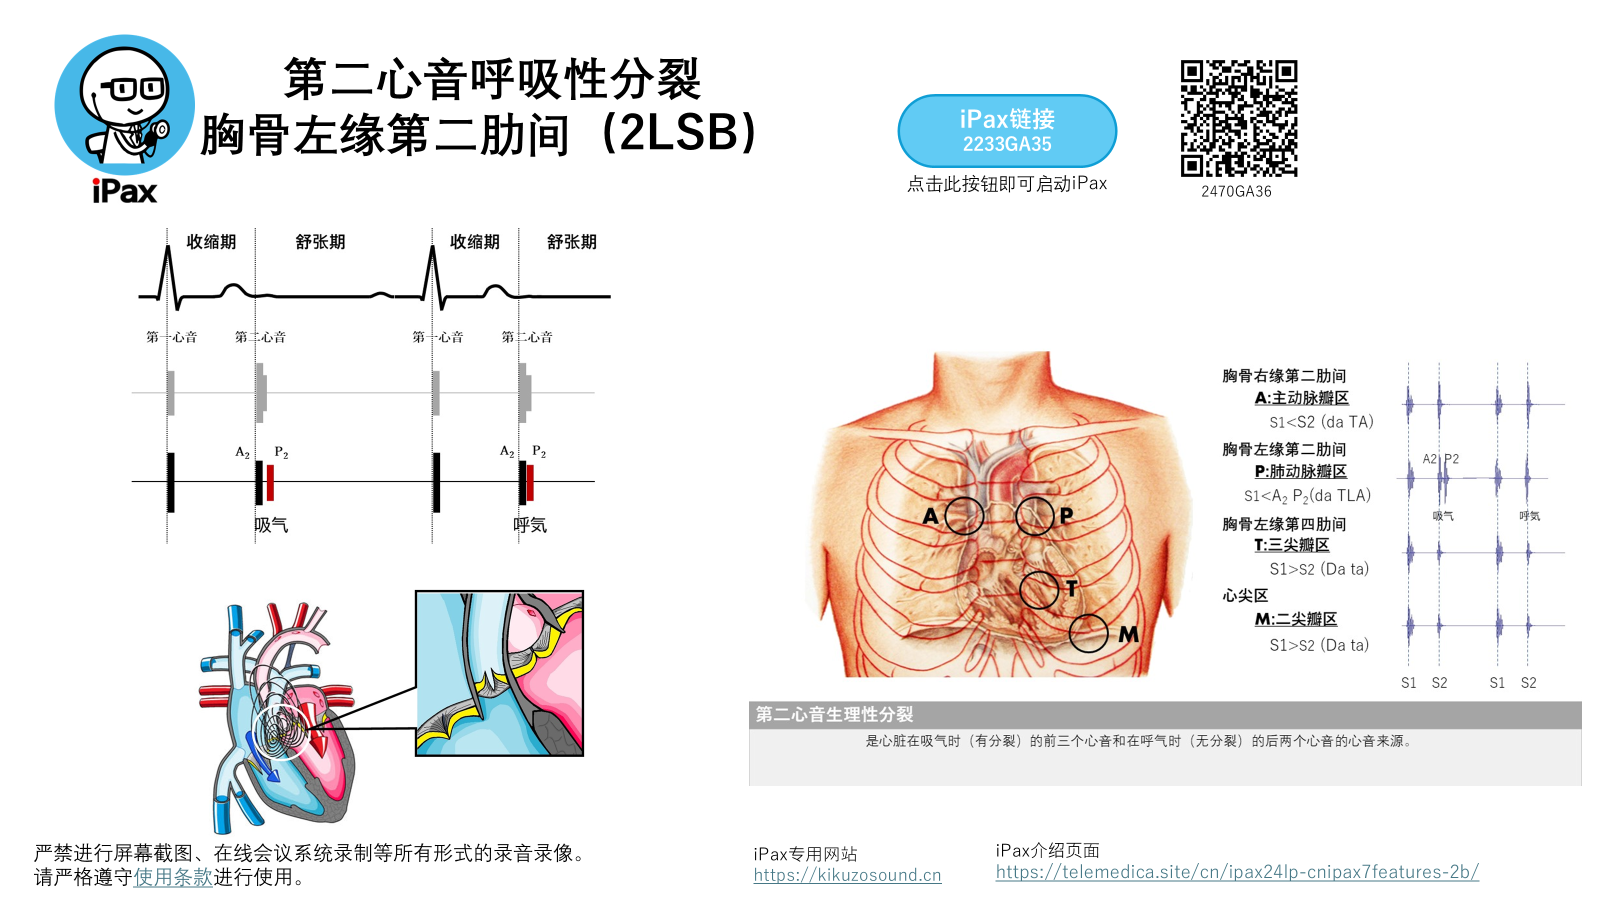 第二心音呼吸性分裂
胸骨左缘第二肋间（2LSB）
iPax
iPax链接
2233GA35
点击此按钮即可启动iPax
2470GA36
收缩期 舒张期 收缩期 舒张期
第一心音 第二心音 第一心音 第二心音
A2 P2 A2 P2
吸气 呼気
A P
T
M
胸骨右缘第二肋间
A:主动脉瓣区
S1<S2 (da TA)
胸骨左缘第二肋间
P:肺动脉瓣区
S1<A2 P2(da TLA)
胸骨左缘第四肋间
T:三尖瓣区
S1>S2 (Da ta)
心尖区
M:二尖瓣区
S1>S2 (Da ta)
A2 P2
吸气 呼気
S1 S2 S1 S2
第二心音生理性分裂
是心脏在吸气时（有分裂）的前三个心音和在呼气时（无分裂）的后两个心音的心音来源。
严禁进行屏幕截图、在线会议系统录制等所有形式的录音录像。
请严格遵守使用条款进行使用。
iPax专用网站
https://kikuzosound.cn
iPax介绍页面
https://telemedica.site/cn/ipax24lp-cnipax7features-2b/